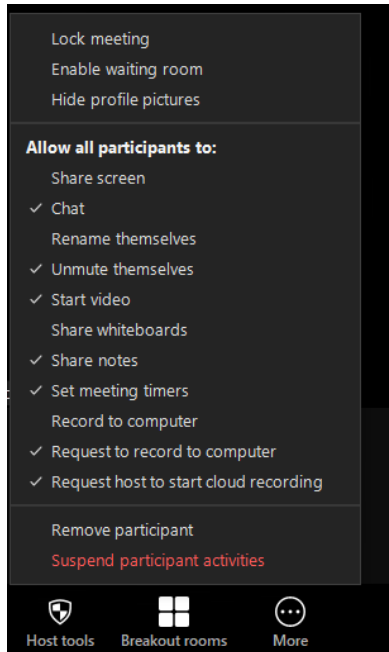 Lock meeting
Enable waiting room
Hide profile pictures
Allow all participants to:
Share screen
Chat
Rename themselves
Unmute themselves
Start video
Share whiteboards
Share notes
Set meeting timers
Record to computer
Request to record to computer
Request host to start cloud recording
Remove participant
Suspend participant activities
Host tools Breakout rooms More